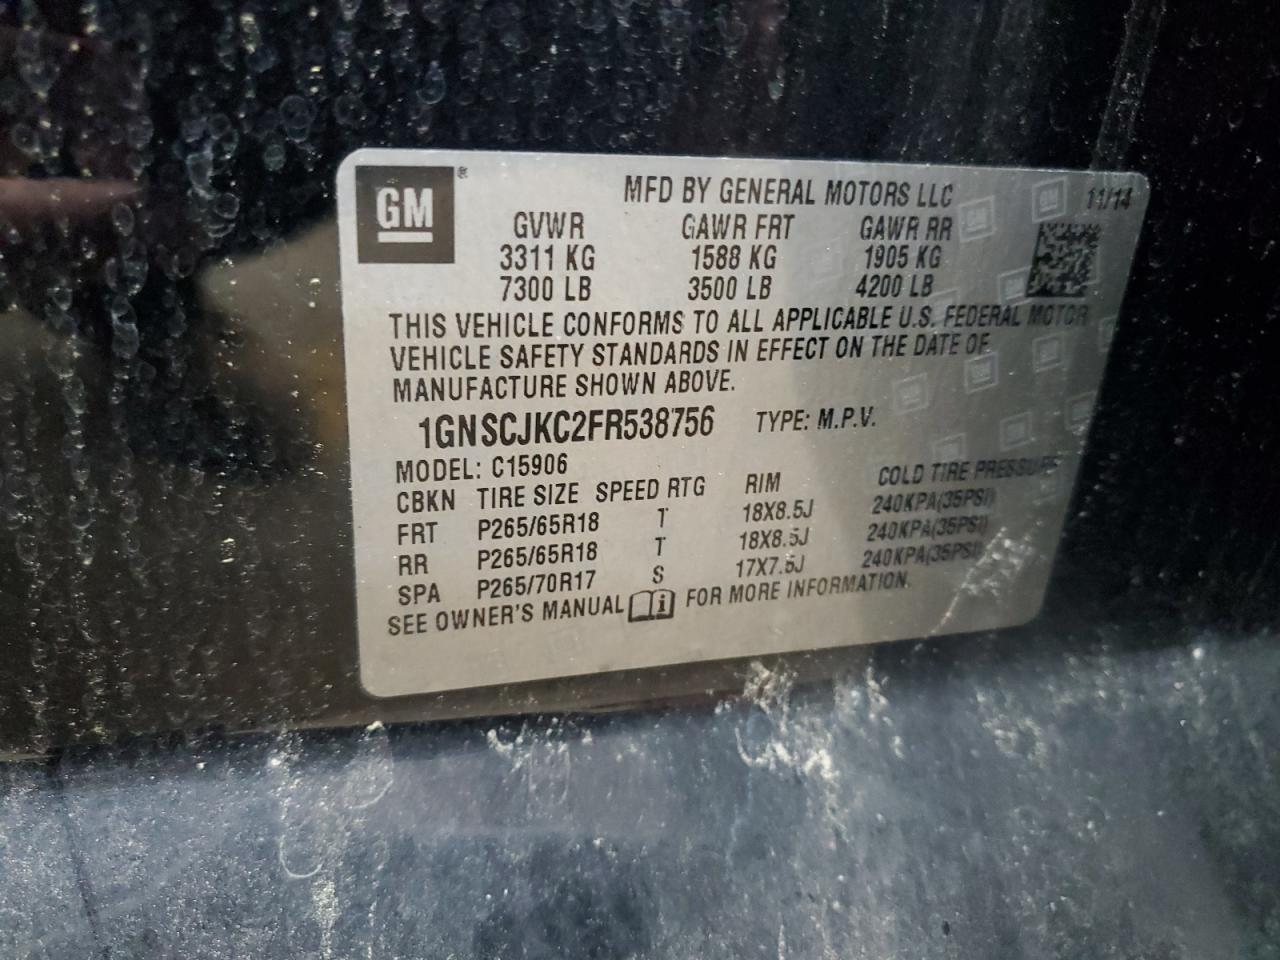 GM® MFD BY GENERAL MOTORS LLC 11/14
GVWR GAWR FRT GAWR RR
3311 KG 1588 KG 1905 KG
7300 LB 3500 LB 4200 LB
THIS VEHICLE CONFORMS TO ALL APPLICABLE U.S. FEDERAL MOTOR
VEHICLE SAFETY STANDARDS IN EFFECT ON THE DATE OF
MANUFACTURE SHOWN ABOVE.
1GNSCJKC2FR538756 TYPE: M.P.V.
MODEL: C15906
CBKN TIRE SIZE SPEED RTG RIM COLD TIRE PRESSURE
FRT P265/65R18 T 18X8.5J 240KPA(35PSI)
RR P265/65R18 T 18X8.5J 240KPA(35PSI)
SPA P265/70R17 S 17X7.5J 240KPA(35PSI)
SEE OWNER'S MANUAL i FOR MORE INFORMATION.